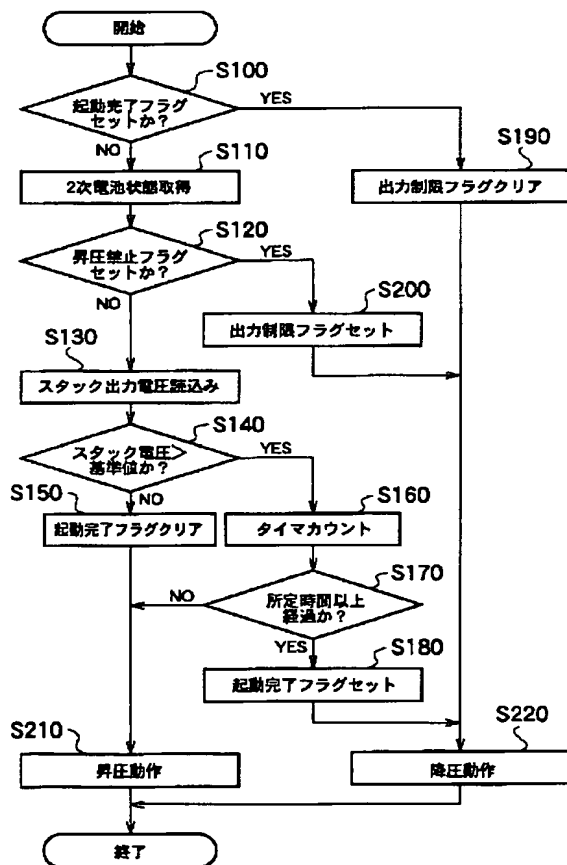 開始
S100
起動完了フラグ
セットか?
YES
NO
S110
S190
2次電池状態取得
出力制限フラグクリア
S120
昇圧禁止フラグ
セットか?
YES
NO
S200
出力制限フラグセット
S130
スタック出力電圧読込み
S140
スタック電圧>
基準値か?
YES
NO
S150
S160
起動完了フラグクリア
タイマカウント
S170
所定時間以上
経過か?
NO
YES
S180
起動完了フラグセット
S210
S220
昇圧動作
降圧動作
終了